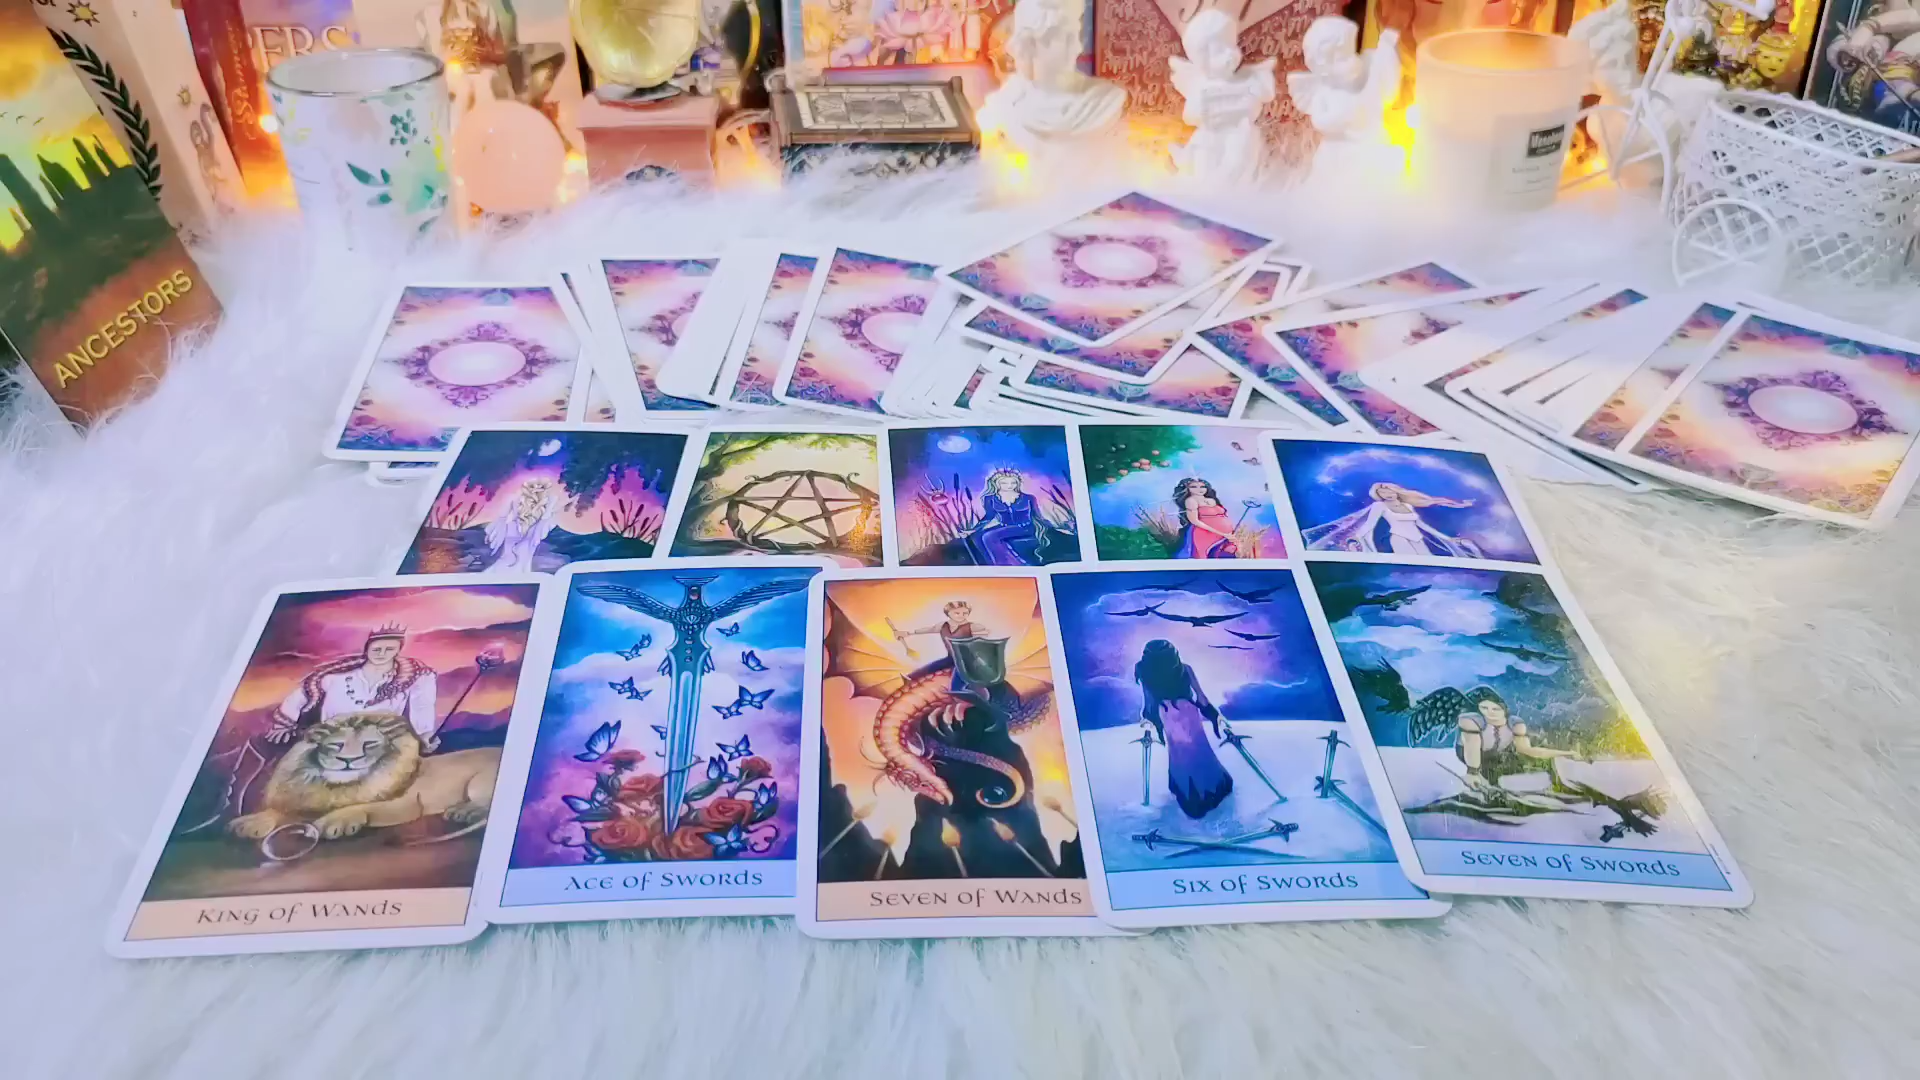 ANCESTORS
KING OF WANDS
ACE OF SWORDS
SEVEN OF WANDS
SIX OF SWORDS
SEVEN OF SWORDS